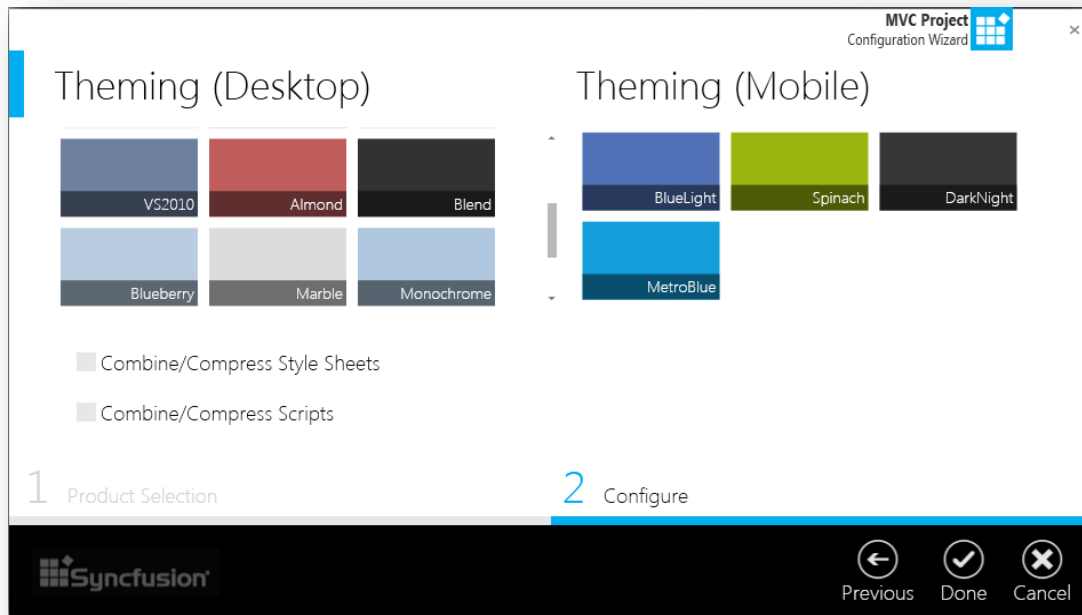 MVC Project
Configuration Wizard
Theming (Desktop)
Theming (Mobile)
VS2010
Almond
Blend
Blueberry
Marble
Monochrome
BlueLight
Spinach
DarkNight
MetroBlue
Combine/Compress Style Sheets
Combine/Compress Scripts
1 Product Selection
2 Configure
Syncfusion
Previous
Done
Cancel